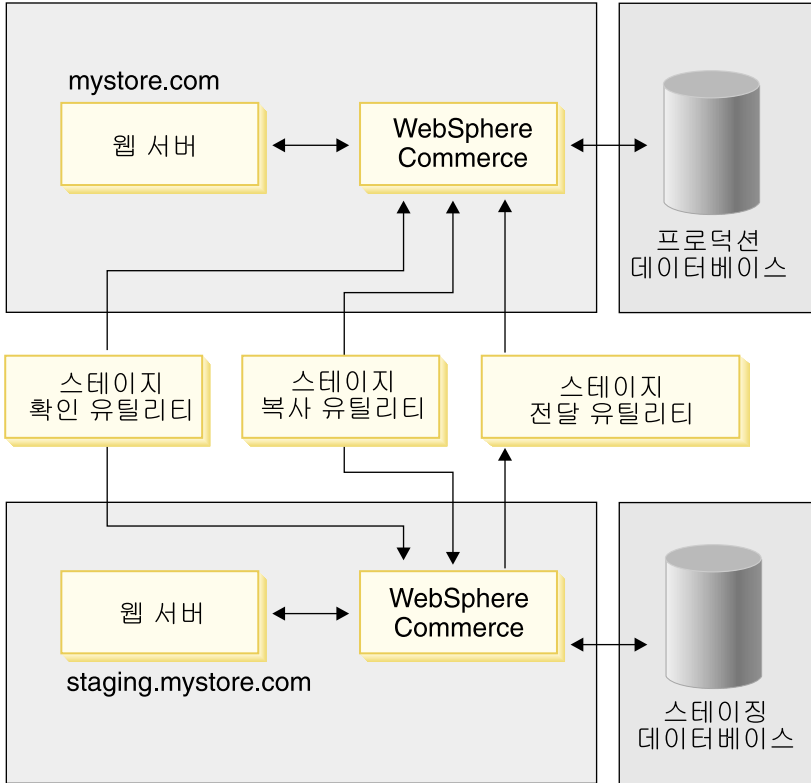 mystore.com
웹 서버
WebSphere
Commerce
프로덕션
데이터베이스
스테이지
확인 유틸리티
스테이지
복사 유틸리티
스테이지
전달 유틸리티
웹 서버
WebSphere
Commerce
staging.mystore.com
스테이징
데이터베이스